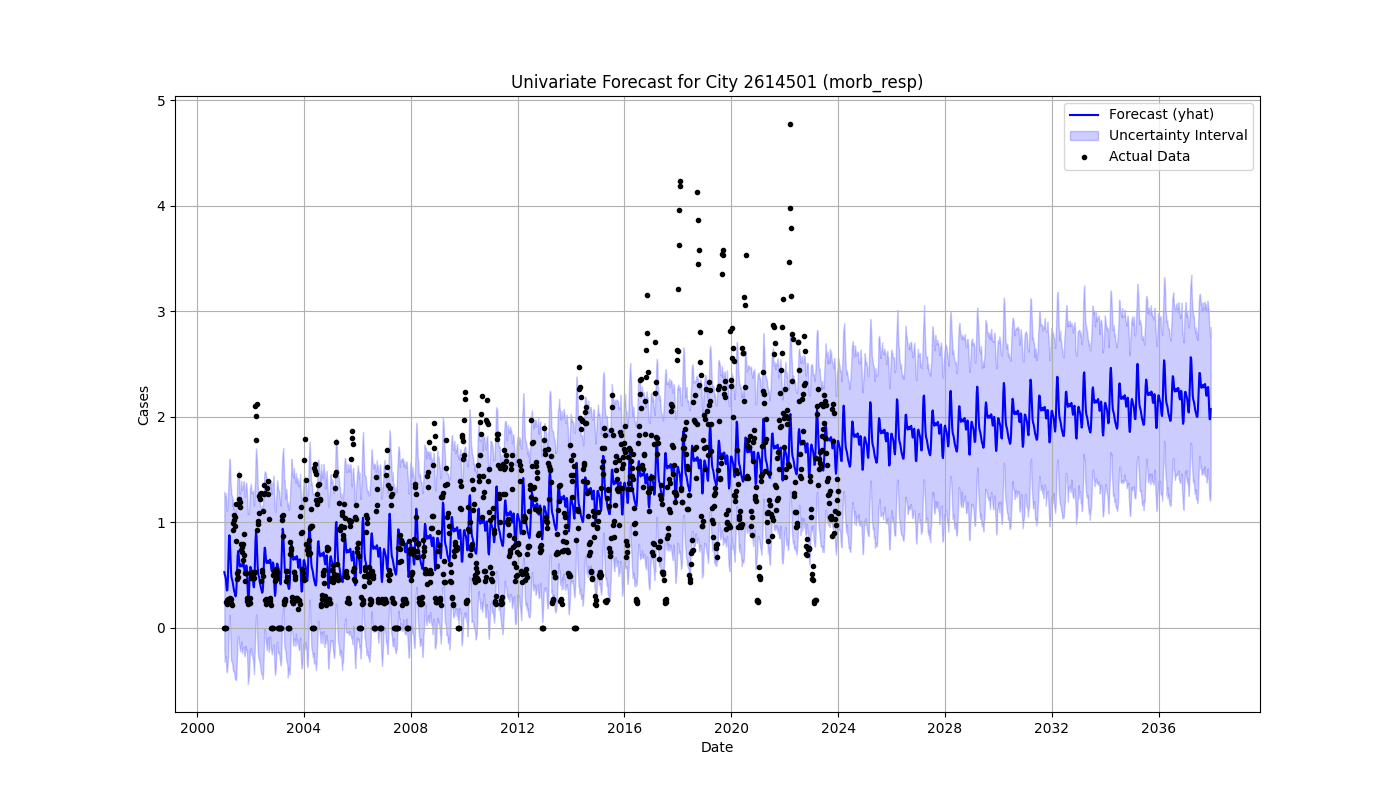 Univariate Forecast for City 2614501 (morb_resp)
Forecast (yhat)
Uncertainty Interval
Actual Data
Cases
5
4
3
2
1
0
2000 2004 2008 2012 2016 2020 2024 2028 2032 2036
Date